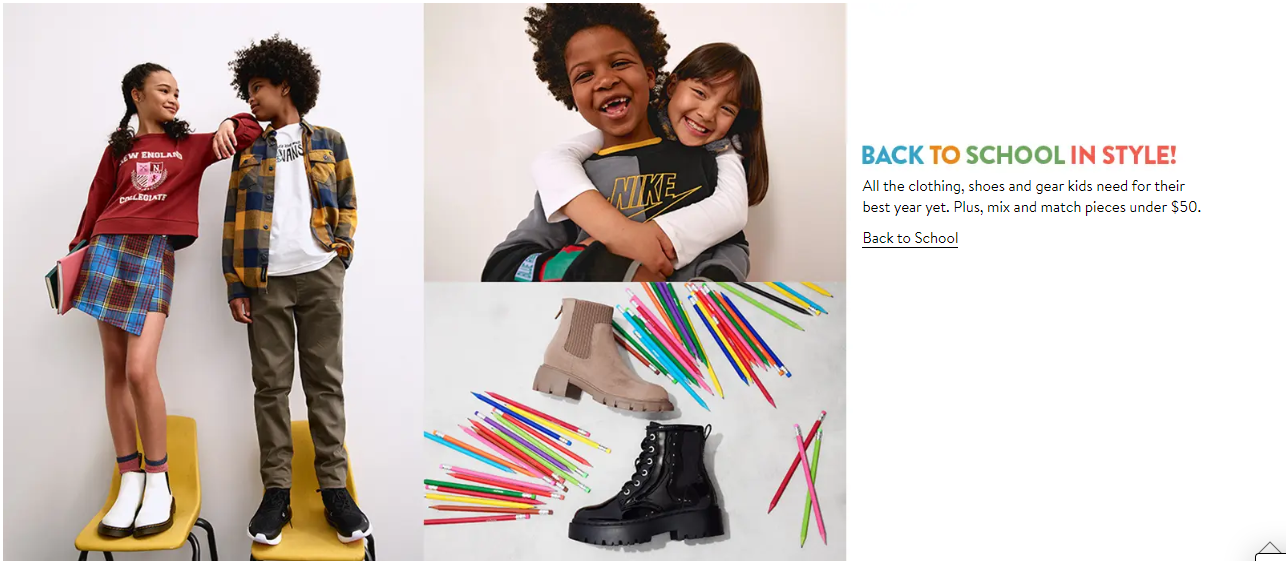 NEW ENGLAND
N
COLLEGIATE
VANS
NIKE
BACK TO SCHOOL IN STYLE!
All the clothing, shoes and gear kids need for their
best year yet. Plus, mix and match pieces under $50.
Back to School